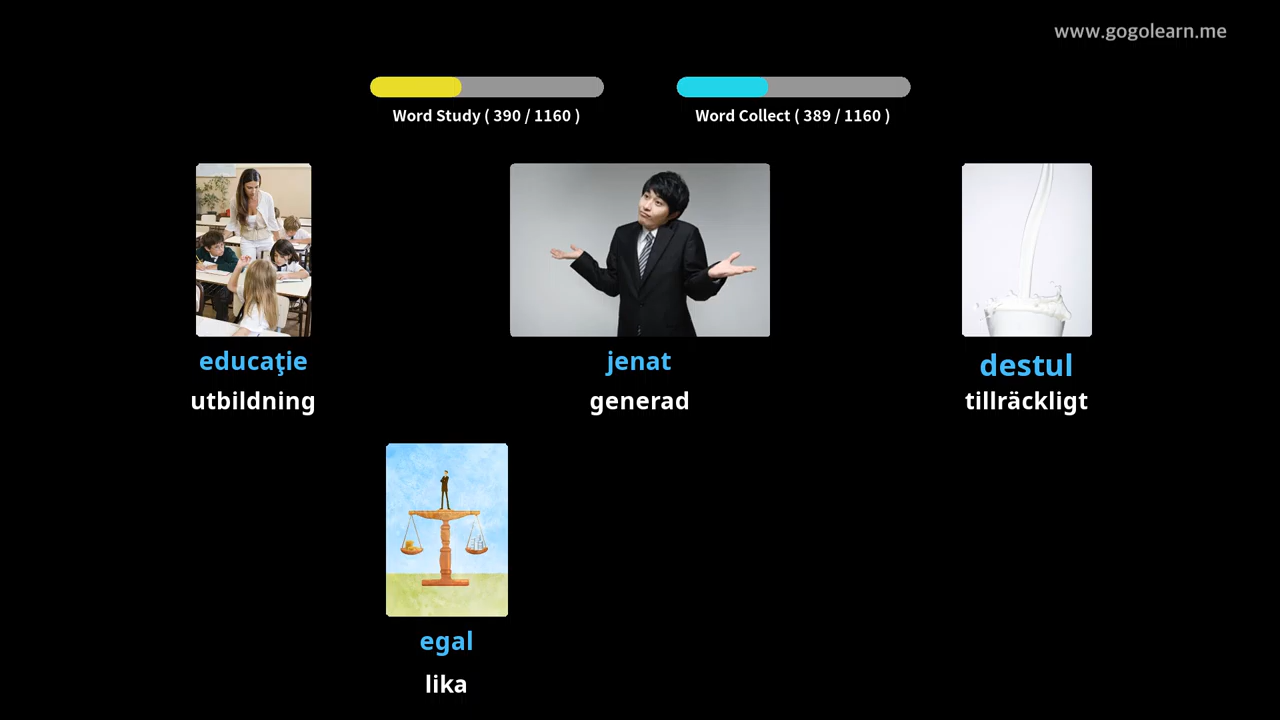 www.gogolearn.me
Word Study ( 390 / 1160 )
Word Collect ( 389 / 1160 )
educaţie
jenat
destul
utbildning
generad
tillräckligt
egal
lika